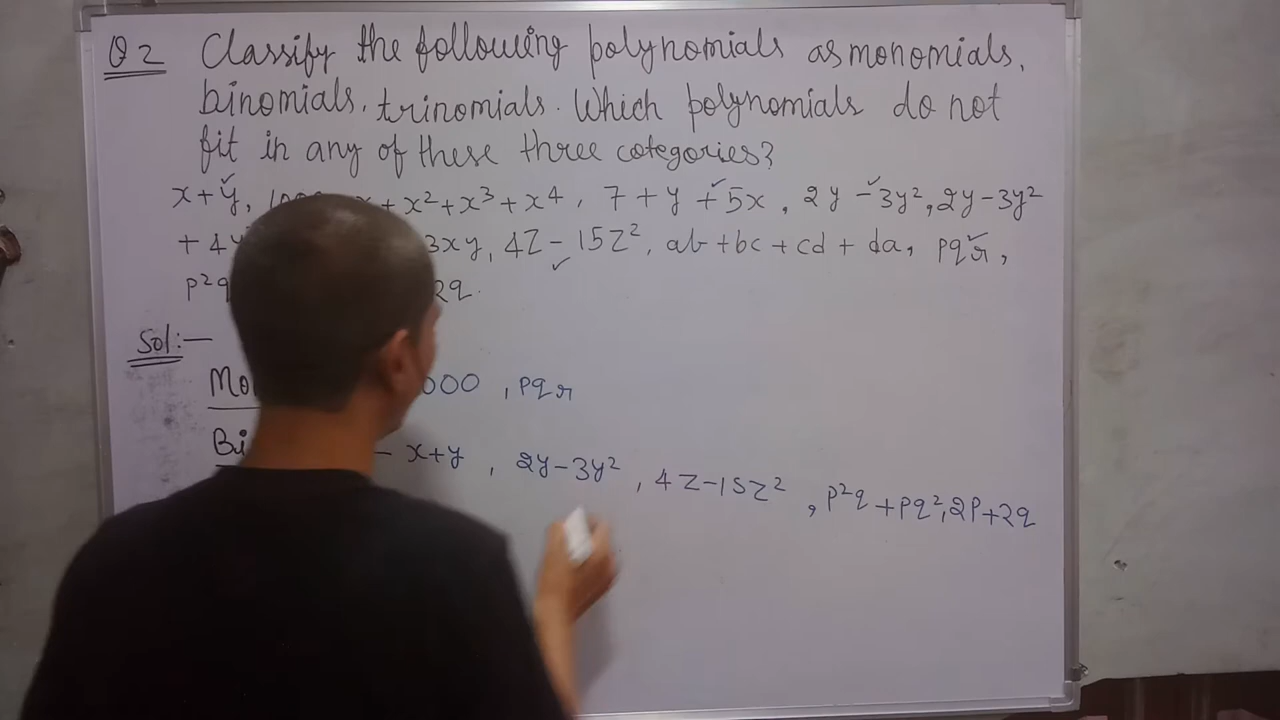 Q2 Classify the following polynomials as monomials,
binomials, trinomials. Which polynomials do not
fit in any of these three categories?
x+y, + x² + x³ + x⁴, 7 + y + 5x, 2y - 3y², 2y - 3y²
+ 4y 3xy, 4Z - 15Z², ab + bc + cd + da, pqr,
p²q 2q.
Sol:-
000, pqr
- x+y, 2y-3y², 4Z-15Z², p²q+pq², 2p+2q